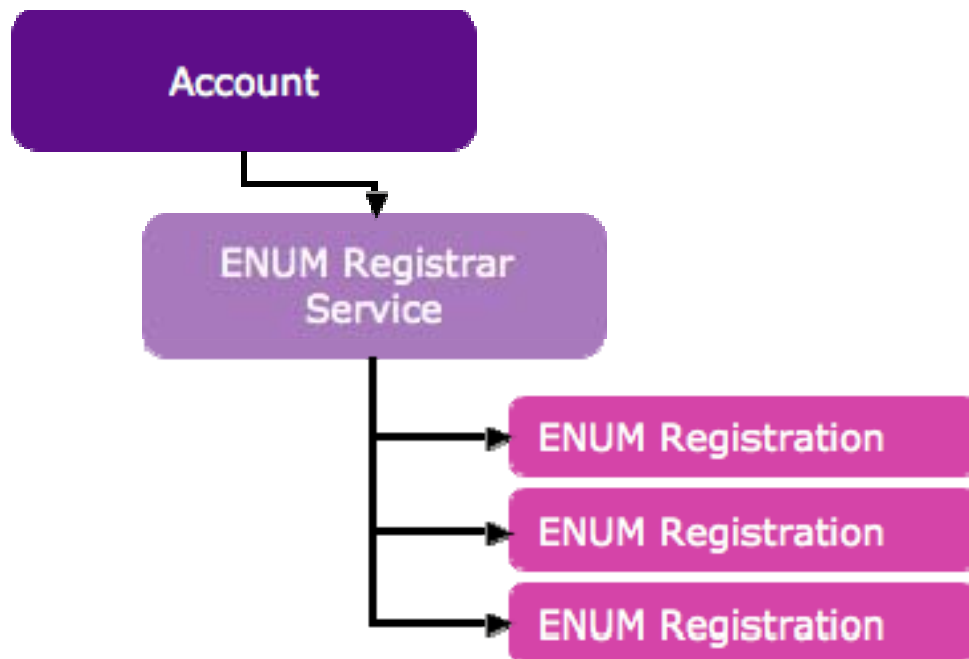 Account
ENUM Registrar
Service
ENUM Registration
ENUM Registration
ENUM Registration